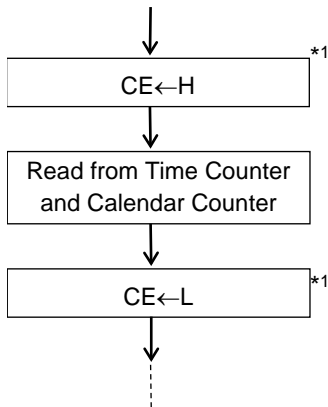 *1
CE←H
Read from Time Counter
and Calendar Counter
*1
CE←L